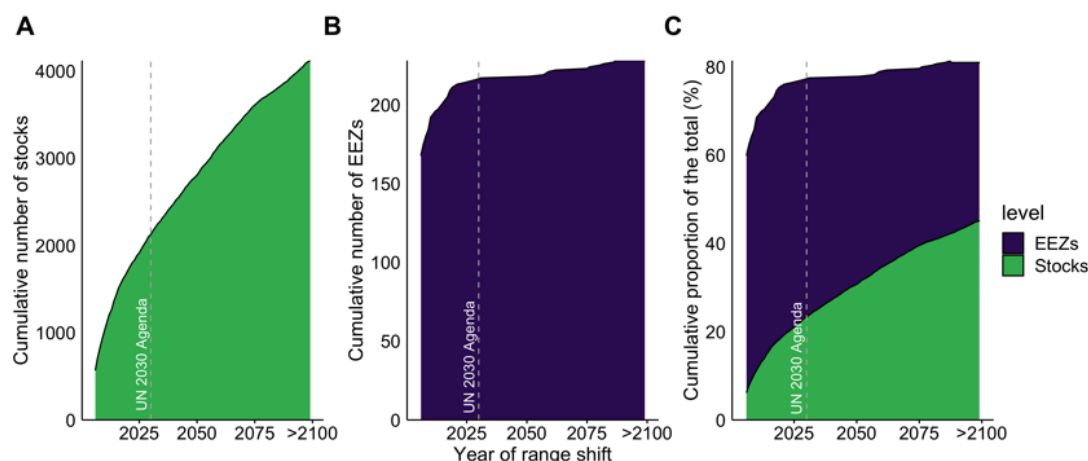 A
B
C
Cumulative number of stocks
4000
3000
2000
1000
0
UN 2030 Agenda
2025 2050 2075 >2100
Cumulative number of EEZs
200
150
100
50
0
UN 2030 Agenda
2025 2050 2075 >2100
Year of range shift
Cumulative proportion of the total (%)
80
60
40
20
0
UN 2030 Agenda
2025 2050 2075 >2100
level
EEZs
Stocks